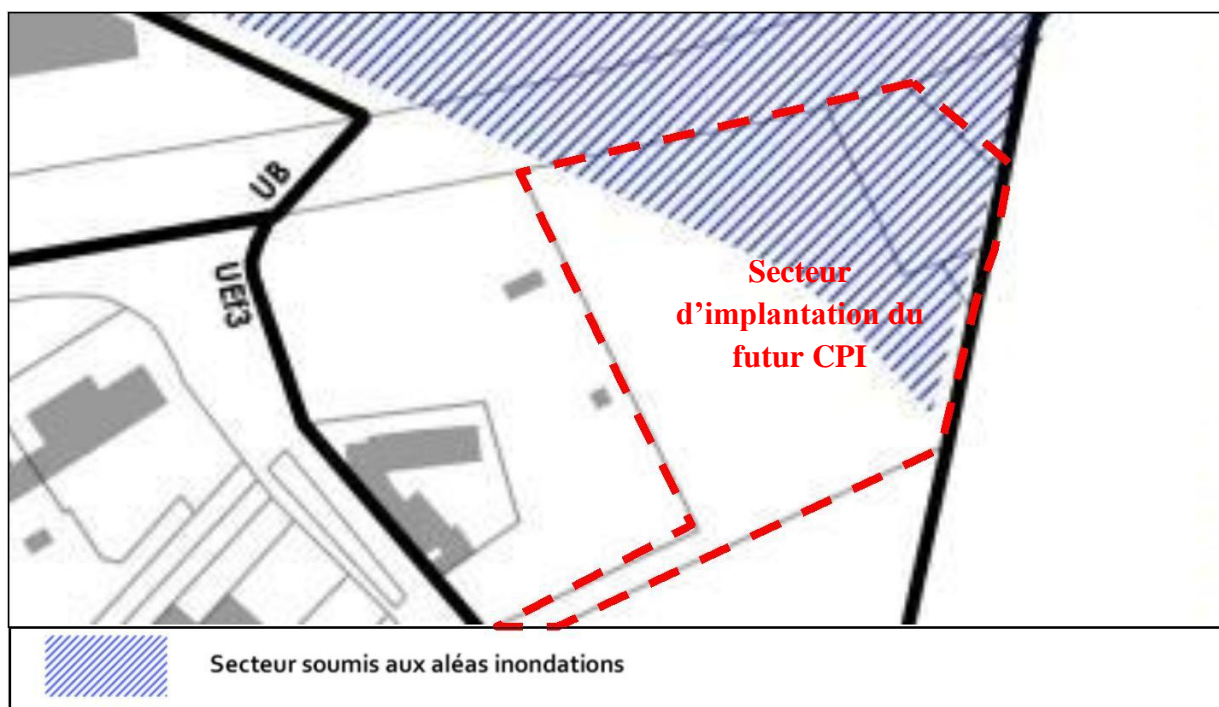 UB
UEf3
Secteur
d’implantation du
futur CPI
Secteur soumis aux aléas inondations